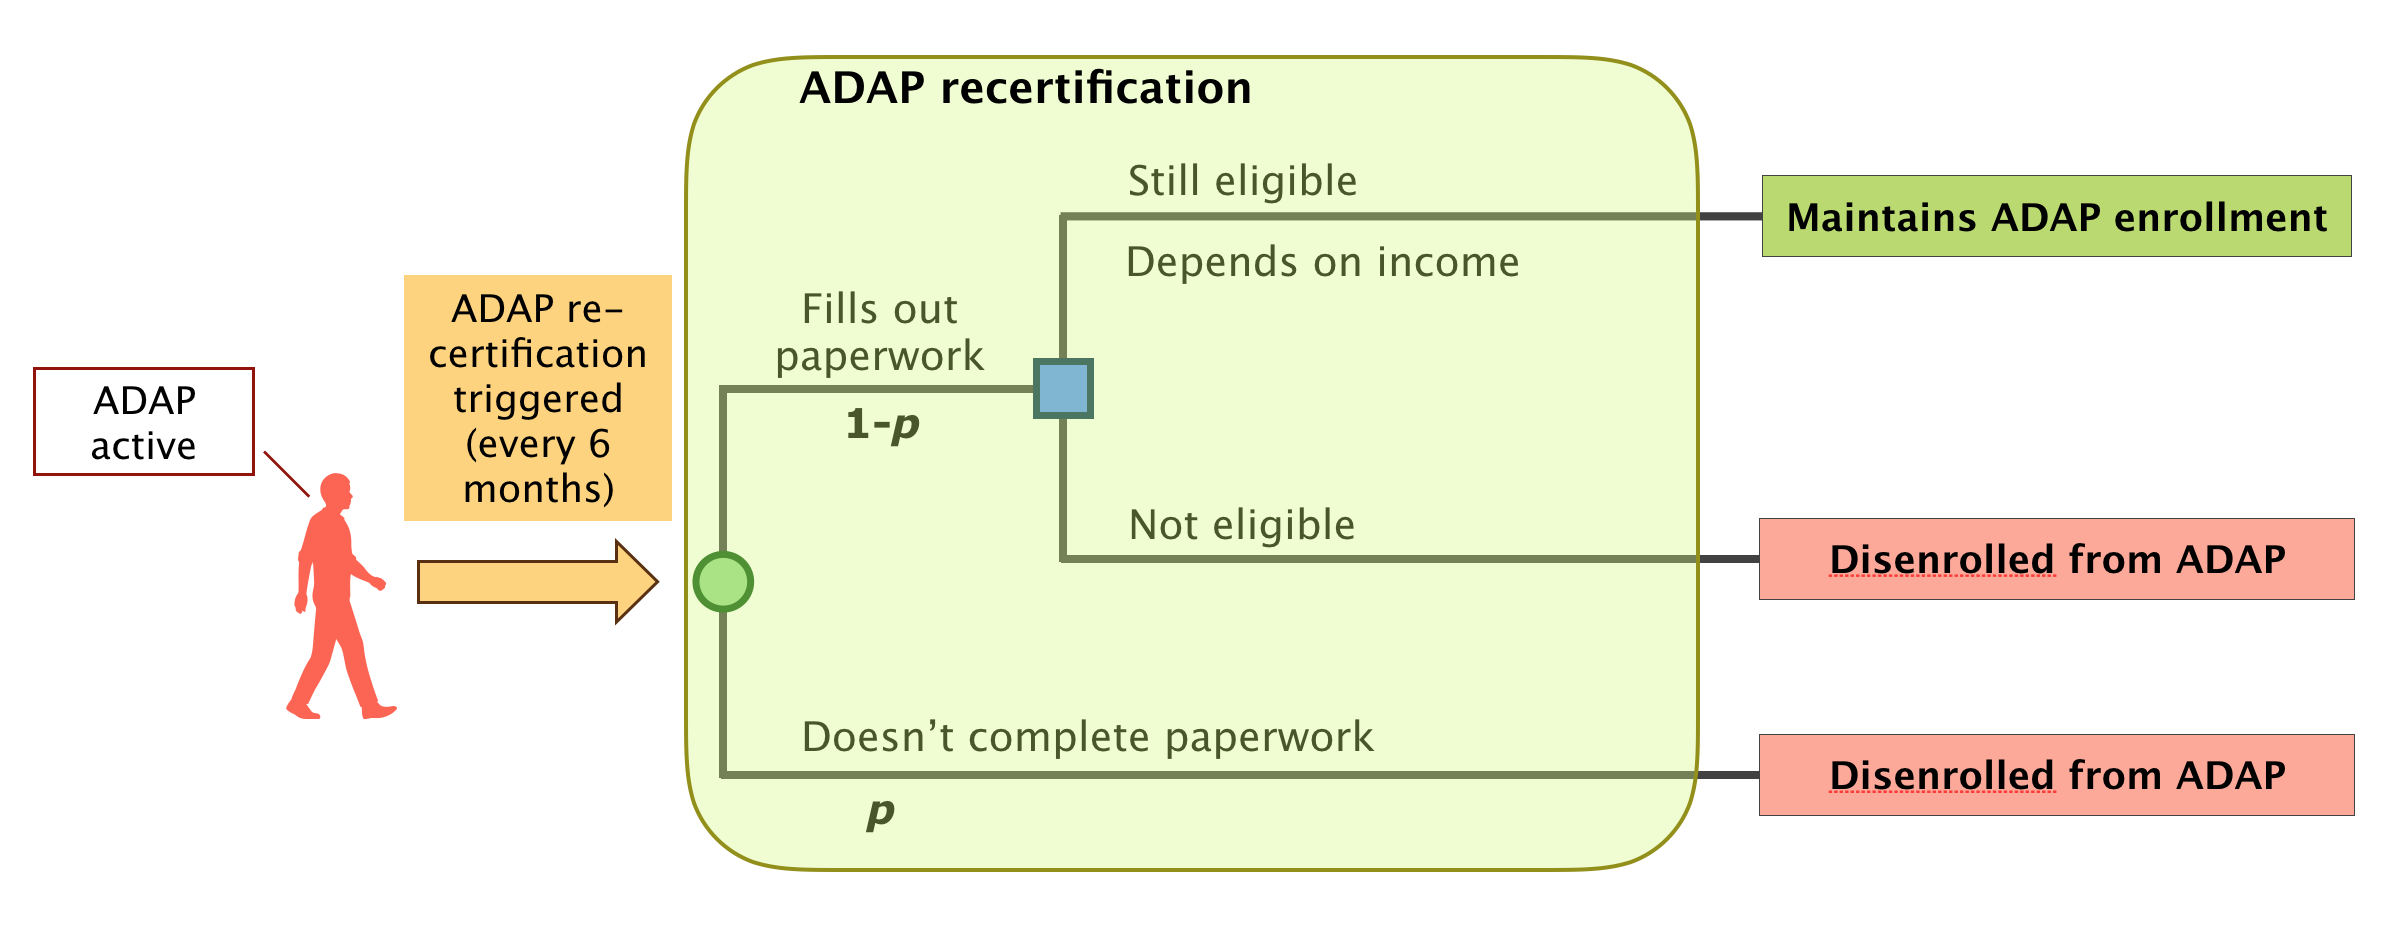 ADAP recertification
Still eligible
Depends on income
Maintains ADAP enrollment
ADAP re-
certification
triggered
(every 6
months)
Fills out
paperwork
1-p
ADAP
active
Not eligible
Disenrolled from ADAP
Doesn’t complete paperwork
p
Disenrolled from ADAP